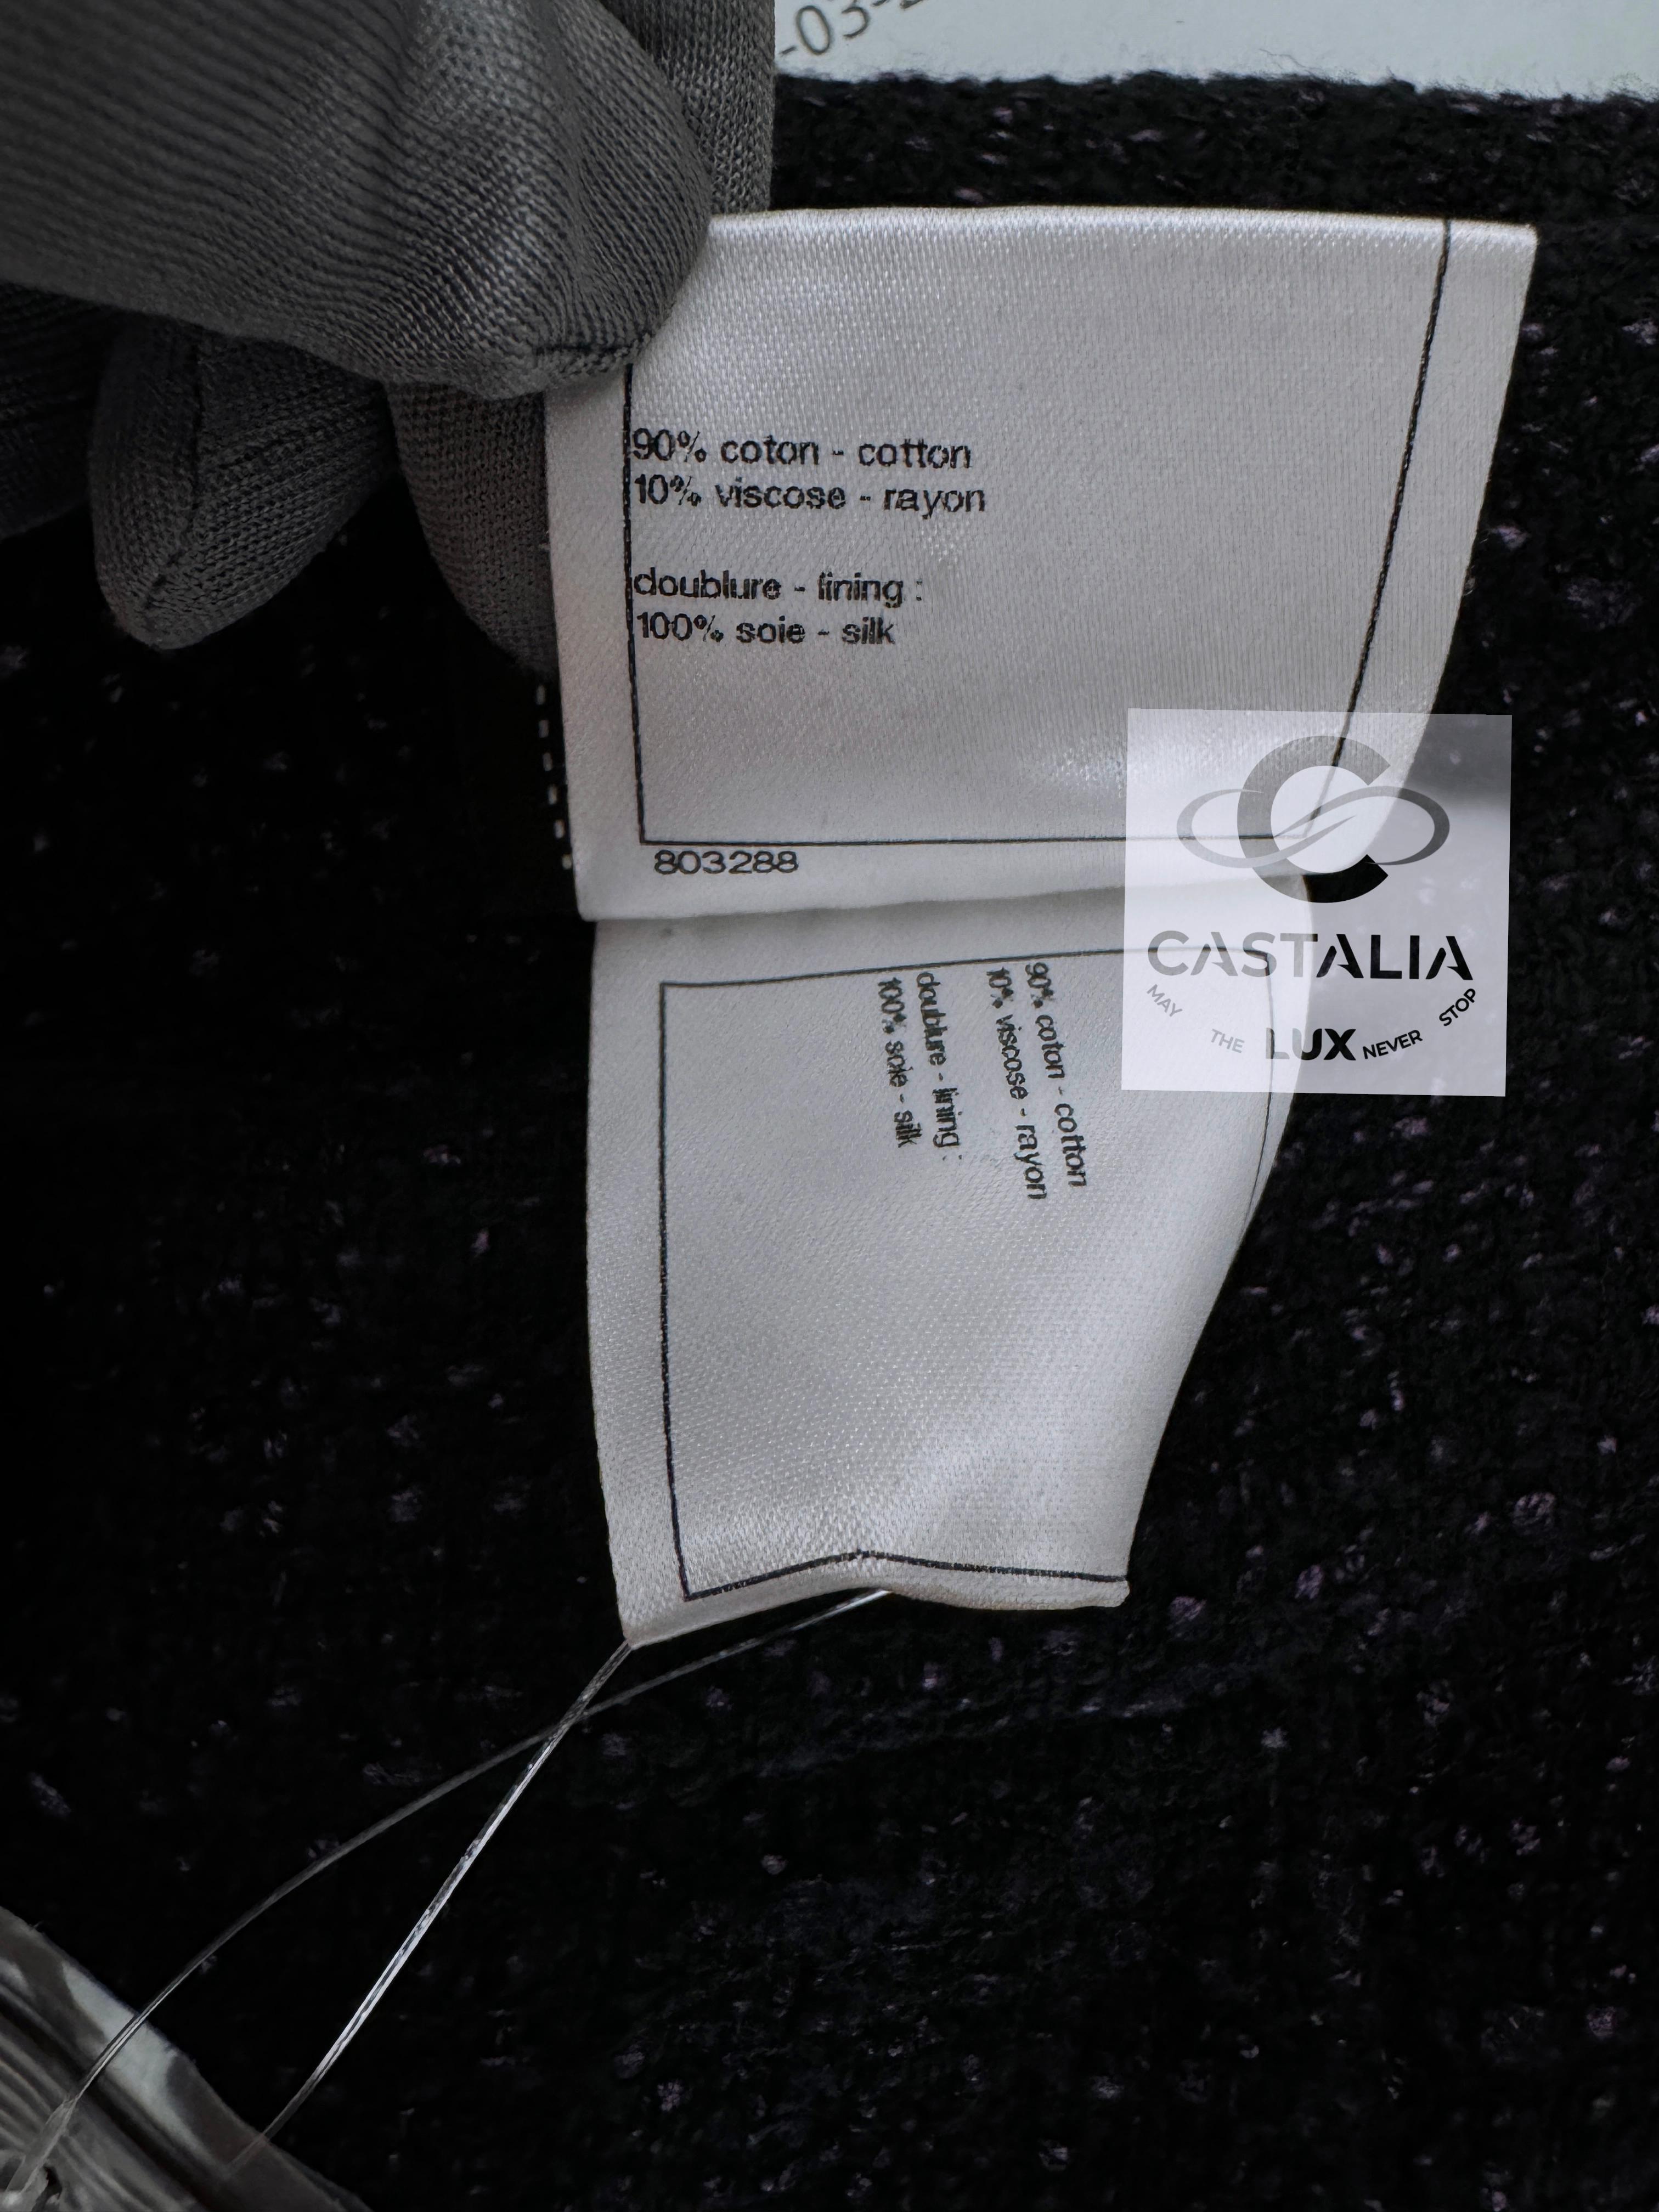 -03-
90% coton - cotton
10% viscose - rayon
doublure - lining :
100% soie - silk
803288
90% coton - cotton
10% viscose - rayon
doublure - lining :
100% soie - silk
CASTALIA
MAY THE LUX NEVER STOP